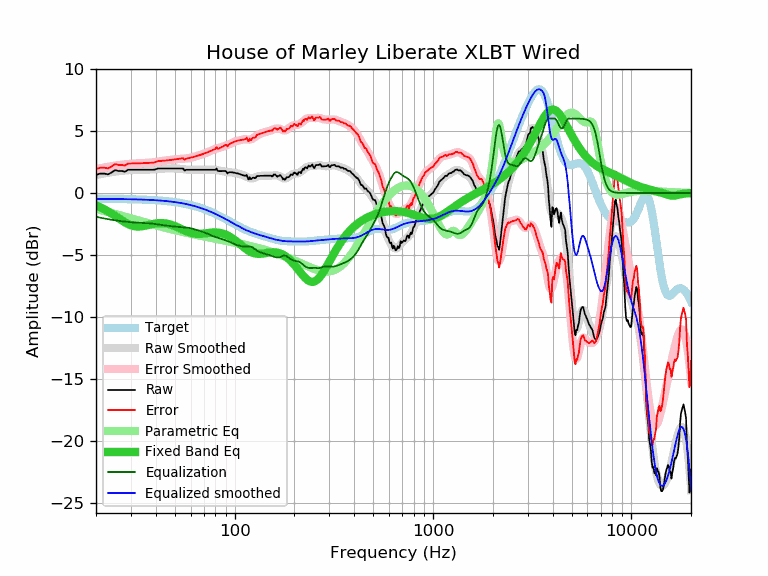 House of Marley Liberate XLBT Wired
10
5
0
−5
−10
−15
−20
−25
Amplitude (dBr)
Target
Raw Smoothed
Error Smoothed
Raw
Error
Parametric Eq
Fixed Band Eq
Equalization
Equalized smoothed
100
1000
10000
Frequency (Hz)